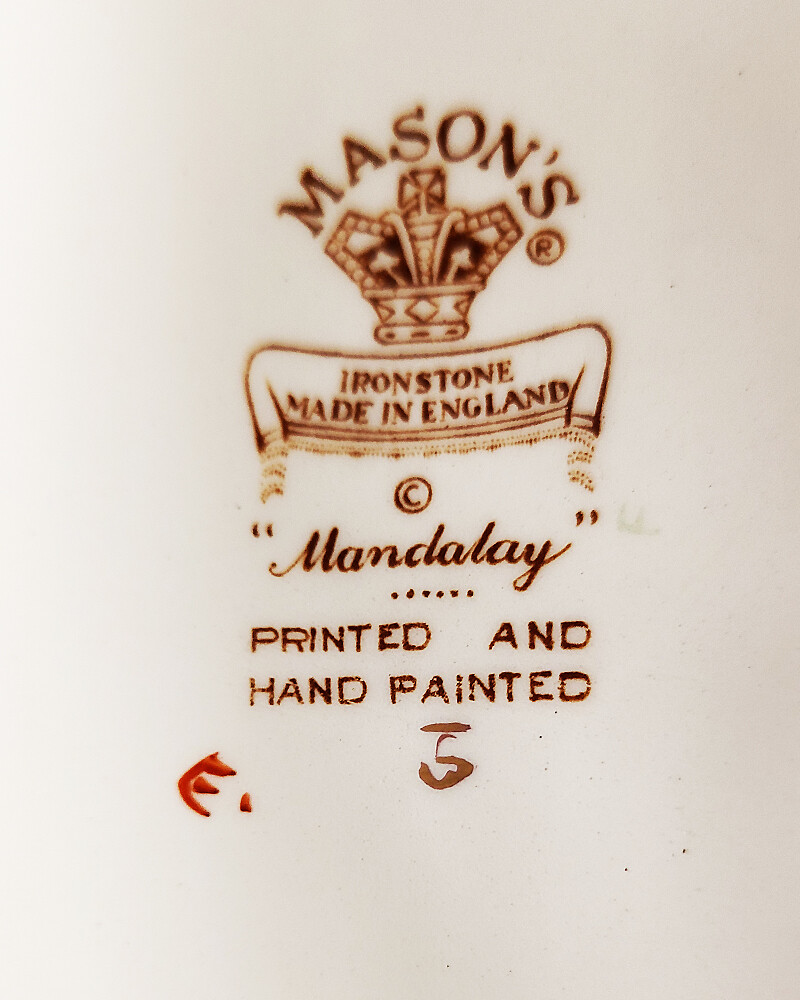 MASON'S
®
IRONSTONE
MADE IN ENGLAND
©
"Mandalay"
PRINTED AND
HAND PAINTED
5
E.